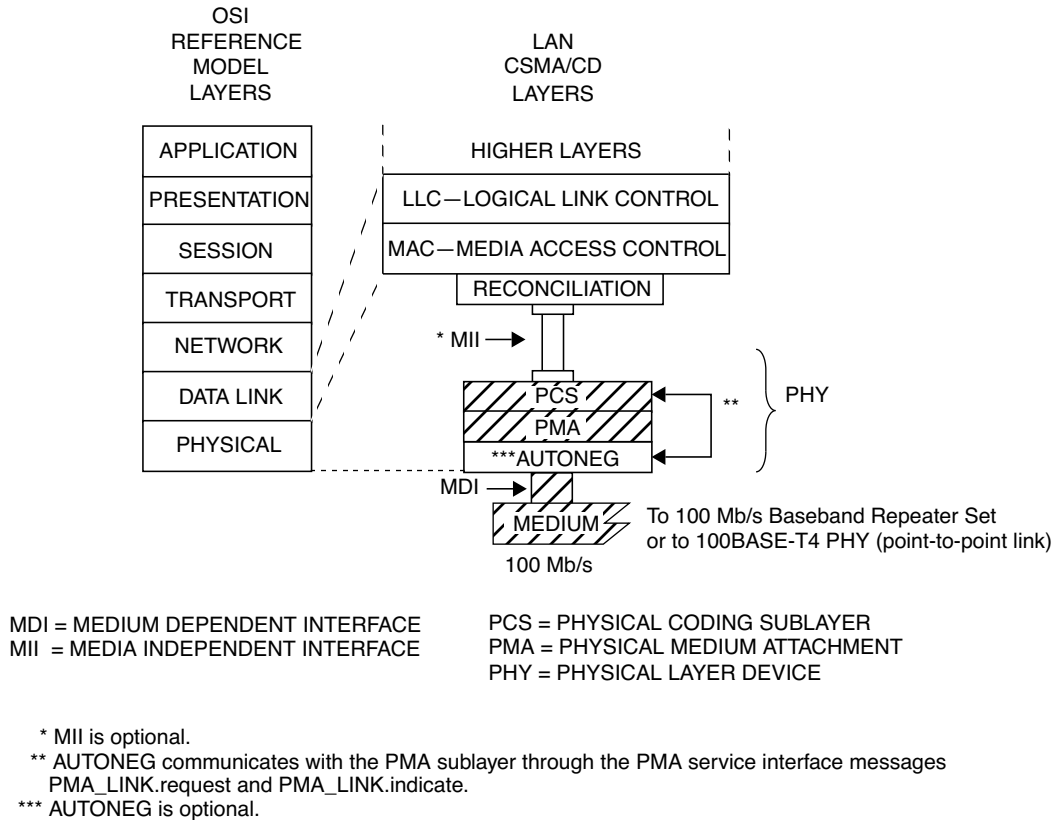 OSI
REFERENCE
MODEL
LAYERS
LAN
CSMA/CD
LAYERS
APPLICATION
PRESENTATION
SESSION
TRANSPORT
NETWORK
DATA LINK
PHYSICAL
HIGHER LAYERS
LLC—LOGICAL LINK CONTROL
MAC—MEDIA ACCESS CONTROL
RECONCILIATION
* MII
PCS
PMA
***AUTONEG
**
PHY
MDI
MEDIUM
100 Mb/s
To 100 Mb/s Baseband Repeater Set
or to 100BASE-T4 PHY (point-to-point link)
MDI = MEDIUM DEPENDENT INTERFACE
MII = MEDIA INDEPENDENT INTERFACE
PCS = PHYSICAL CODING SUBLAYER
PMA = PHYSICAL MEDIUM ATTACHMENT
PHY = PHYSICAL LAYER DEVICE
* MII is optional.
** AUTONEG communicates with the PMA sublayer through the PMA service interface messages
PMA_LINK.request and PMA_LINK.indicate.
*** AUTONEG is optional.